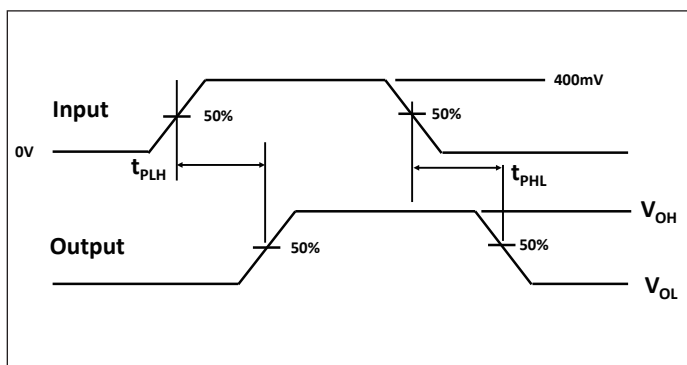 400mV
Input
50%
50%
0V
tPLH
tPHL
VOH
Output
50%
50%
VOL